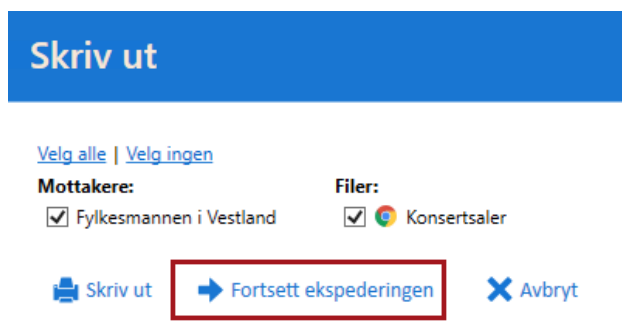 Skriv ut
Velg alle | Velg ingen
Mottakere: Filer:
Fylkesmannen i Vestland Konsertsaler
Skriv ut Fortsett ekspederingen Avbryt